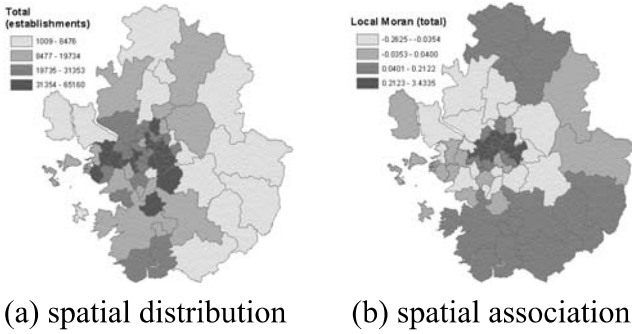 Total
(establishments)
1009 - 8476
8477 - 19734
19735 - 31353
31354 - 65160
Local Moran (total)
-0.2625 - -0.0354
-0.0353 - 0.0400
0.0401 - 0.2122
0.2123 - 3.4335
(a) spatial distribution
(b) spatial association